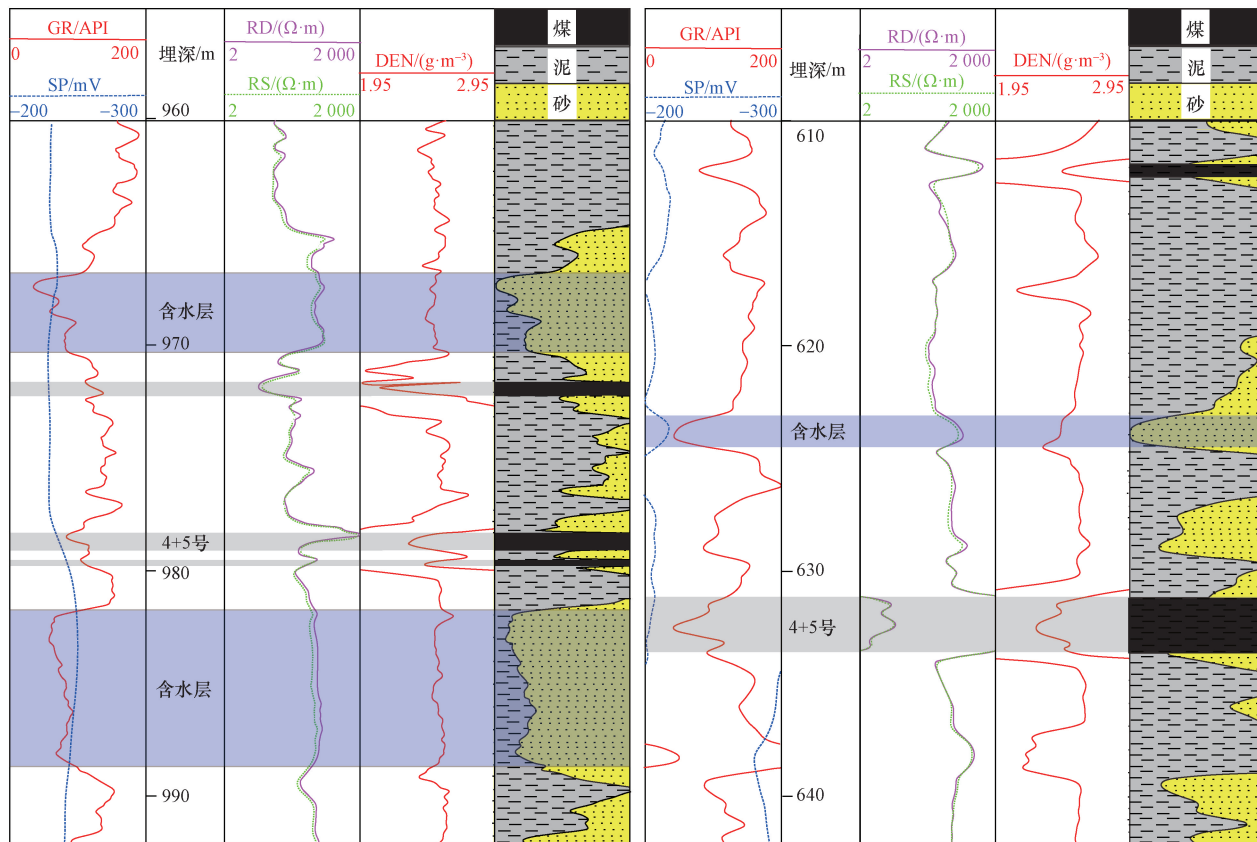 GR/API
0 200
SP/mV
−200 −300
埋深/m
960
RD/(Ω·m)
2 2 000
RS/(Ω·m)
2 2 000
DEN/(g·m⁻³)
1.95 2.95
煤
泥
砂
含水层
970
4+5号
980
含水层
990
GR/API
0 200
SP/mV
−200 −300
埋深/m
610
RD/(Ω·m)
2 2 000
RS/(Ω·m)
2 2 000
DEN/(g·m⁻³)
1.95 2.95
煤
泥
砂
620
含水层
630
4+5号
640